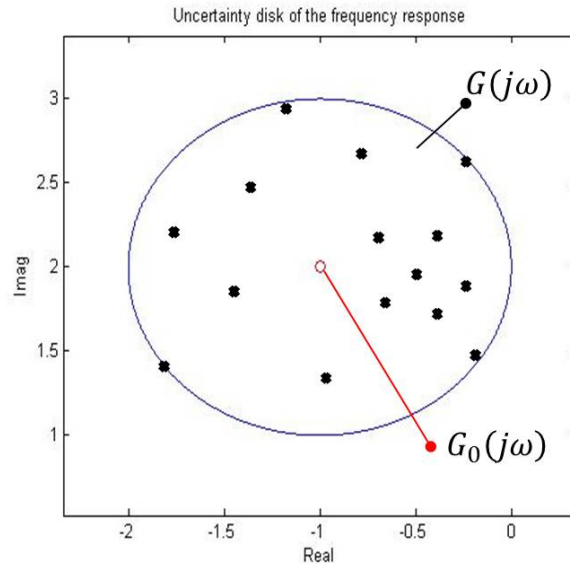 Uncertainty disk of the frequency response
G(jω)
3
2.5
2
1.5
1
Imag
G₀(jω)
-2 -1.5 -1 -0.5 0
Real